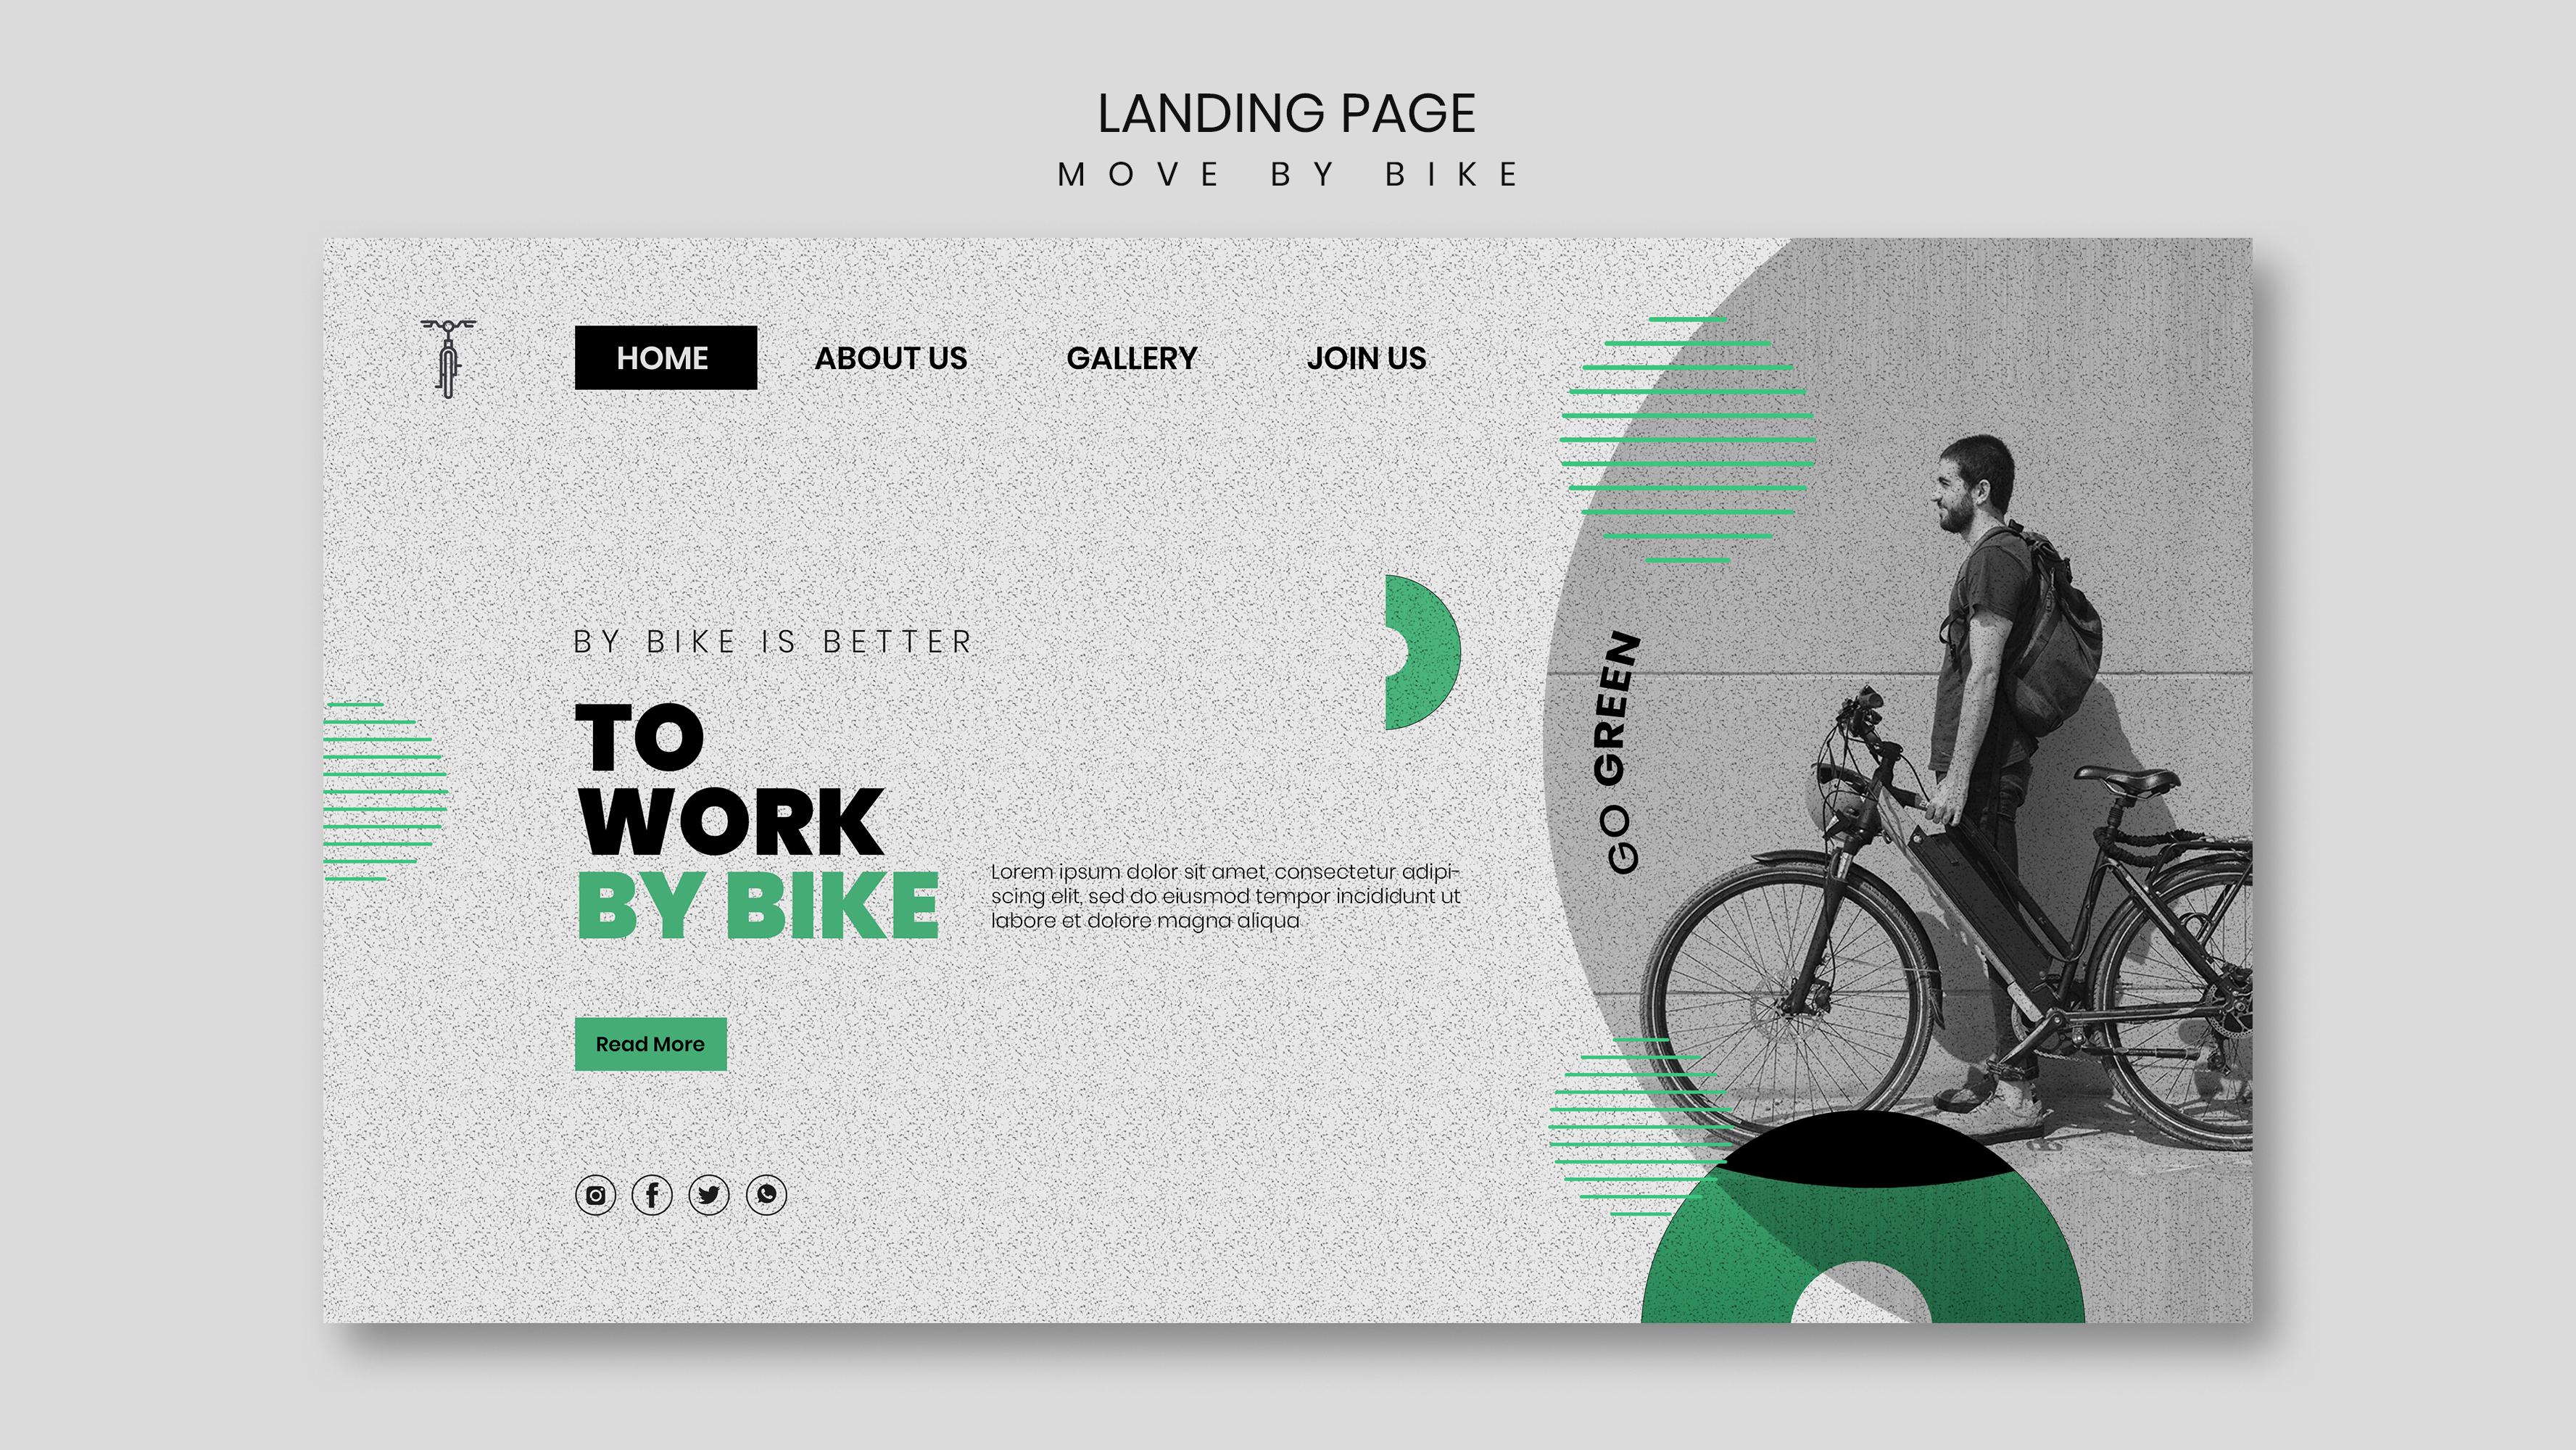 LANDING PAGE
MOVE BY BIKE
HOME
ABOUT US
GALLERY
JOIN US
BY BIKE IS BETTER
TO
WORK
BY BIKE
Lorem ipsum dolor sit amet, consectetur adipi-
scing elit, sed do eiusmod tempor incididunt ut
labore et dolore magna aliqua
Read More
GO GREEN